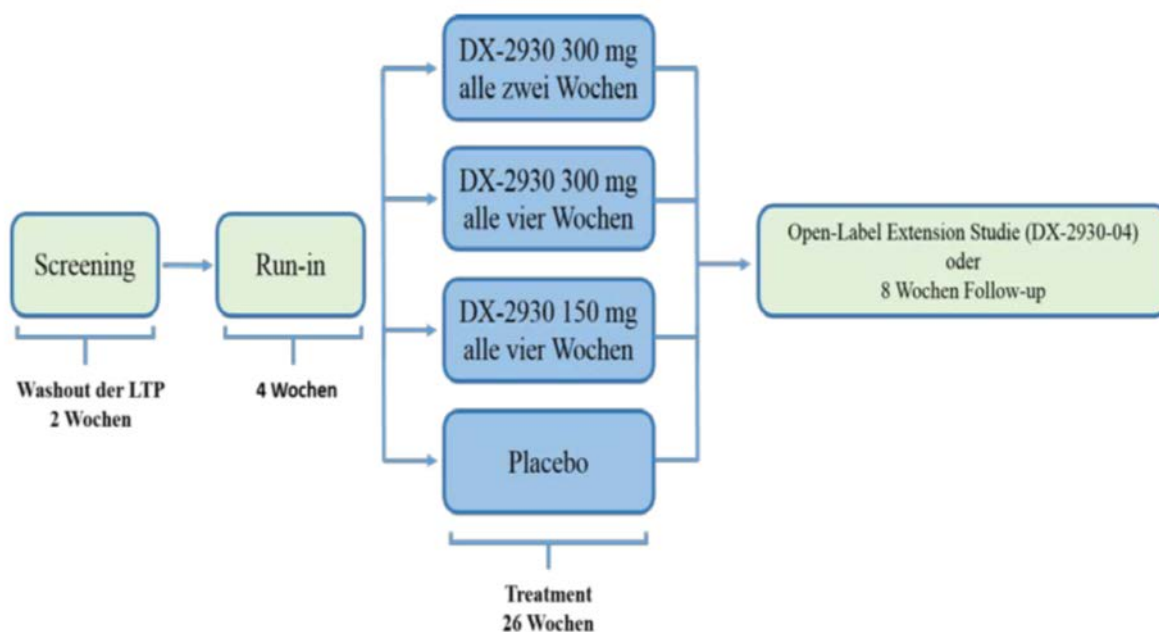 Screening
Washout der LTP
2 Wochen
Run-in
4 Wochen
DX-2930 300 mg
alle zwei Wochen
DX-2930 300 mg
alle vier Wochen
DX-2930 150 mg
alle vier Wochen
Placebo
Treatment
26 Wochen
Open-Label Extension Studie (DX-2930-04)
oder
8 Wochen Follow-up